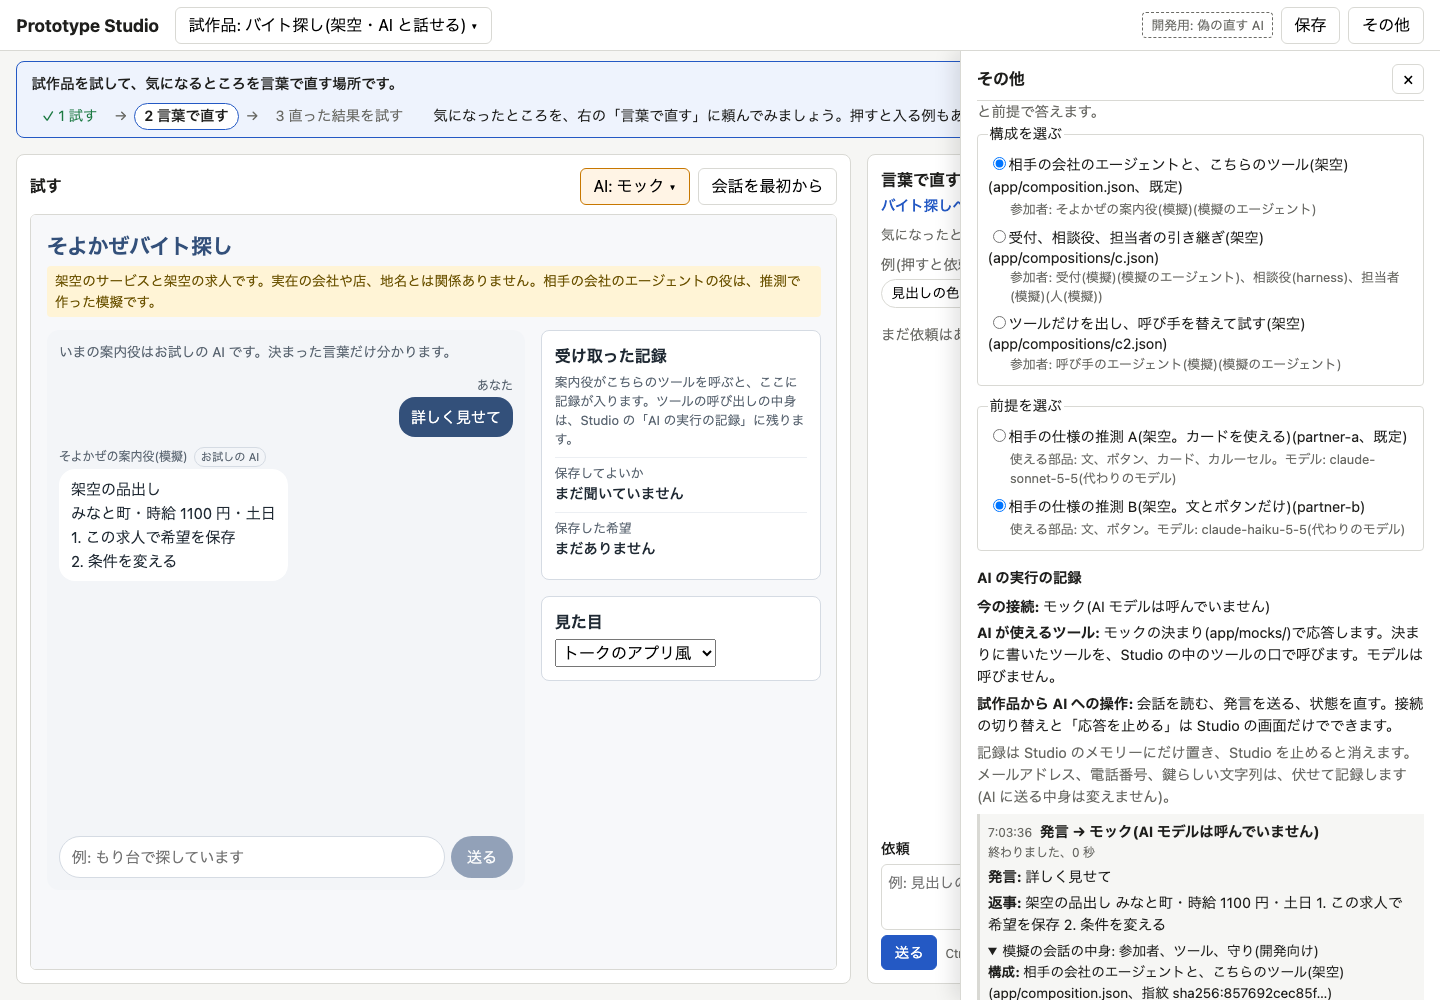 Prototype Studio
試作品: バイト探し(架空・AI と話せる) ▾
開発用: 偽の直す AI
保存
その他
試作品を試して、気になるところを言葉で直す場所です。
✓ 1 試す
→
2 言葉で直す
→
3 直った結果を試す
気になったところを、右の「言葉で直す」に頼んでみましょう。押すと入る例もあ
試す
AI: モック ▾
会話を最初から
そよかぜバイト探し
架空のサービスと架空の求人です。実在の会社や店、地名とは関係ありません。相手の会社のエージェントの役は、推測で
作った模擬です。
いまの案内役はお試しの AI です。決まった言葉だけ分かります。
あなた
詳しく見せて
そよかぜの案内役(模擬)
お試しの AI
架空の品出し
みなと町・時給 1100 円・土日
1. この求人で希望を保存
2. 条件を変える
例: もり台で探しています
送る
受け取った記録
案内役がこちらのツールを呼ぶと、ここに
記録が入ります。ツールの呼び出しの中身
は、Studio の「AI の実行の記録」に残りま
す。
保存してよいか
まだ聞いていません
保存した希望
まだありません
見た目
トークのアプリ風
言葉で直す
バイト探しへ
気になったと
例(押すと依頼
見出しの色
まだ依頼はあ
依頼
例: 見出しの
送る
Ctr
その他
×
と前提で答えます。
構成を選ぶ
相手の会社のエージェントと、こちらのツール(架空)
(app/composition.json、既定)
参加者: そよかぜの案内役(模擬)(模擬のエージェント)
受付、相談役、担当者の引き継ぎ(架空)
(app/compositions/c.json)
参加者: 受付(模擬)(模擬のエージェント)、相談役(harness)、担当者
(模擬)(人(模擬))
ツールだけを出し、呼び手を替えて試す(架空)
(app/compositions/c2.json)
参加者: 呼び手のエージェント(模擬)(模擬のエージェント)
前提を選ぶ
相手の仕様の推測 A(架空。カードを使える)(partner-a、既定)
使える部品: 文、ボタン、カード、カルーセル。モデル: claude-
sonnet-5-5(代わりのモデル)
相手の仕様の推測 B(架空。文とボタンだけ)(partner-b)
使える部品: 文、ボタン。モデル: claude-haiku-5-5(代わりのモデル)
AI の実行の記録
今の接続: モック(AI モデルは呼んでいません)
AI が使えるツール: モックの決まり(app/mocks/)で応答します。決ま
りに書いたツールを、Studio の中のツールの口で呼びます。モデルは
呼びません。
試作品から AI への操作: 会話を読む、発言を送る、状態を直す。接続
の切り替えと「応答を止める」は Studio の画面だけでできます。
記録は Studio のメモリーにだけ置き、Studio を止めると消えます。
メールアドレス、電話番号、鍵らしい文字列は、伏せて記録します
(AI に送る中身は変えません)。
7:03:36 発言 → モック(AI モデルは呼んでいません)
終わりました、0 秒
発言: 詳しく見せて
返事: 架空の品出し みなと町・時給 1100 円・土日 1. この求人で
希望を保存 2. 条件を変える
▼ 模擬の会話の中身: 参加者、ツール、守り(開発向け)
構成: 相手の会社のエージェントと、こちらのツール(架空)
(app/composition.json、指紋 sha256:857692cec85f…)